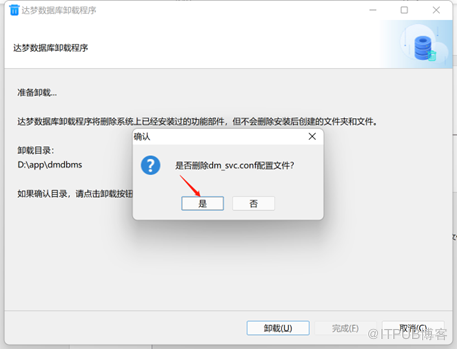 达梦数据库卸载程序
达梦数据库卸载程序
准备卸载...
达梦数据库卸载程序将删除系统上已经安装过的功能部件，但不会删除安装后创建的文件夹和文件。
卸载目录：
D:\app\dmdbms
如果确认目录，请点击卸载按钮
确认
是否删除dm_svc.conf配置文件?
是
否
卸载(U)
完成(F)
取消(C)
@ITPUB博客